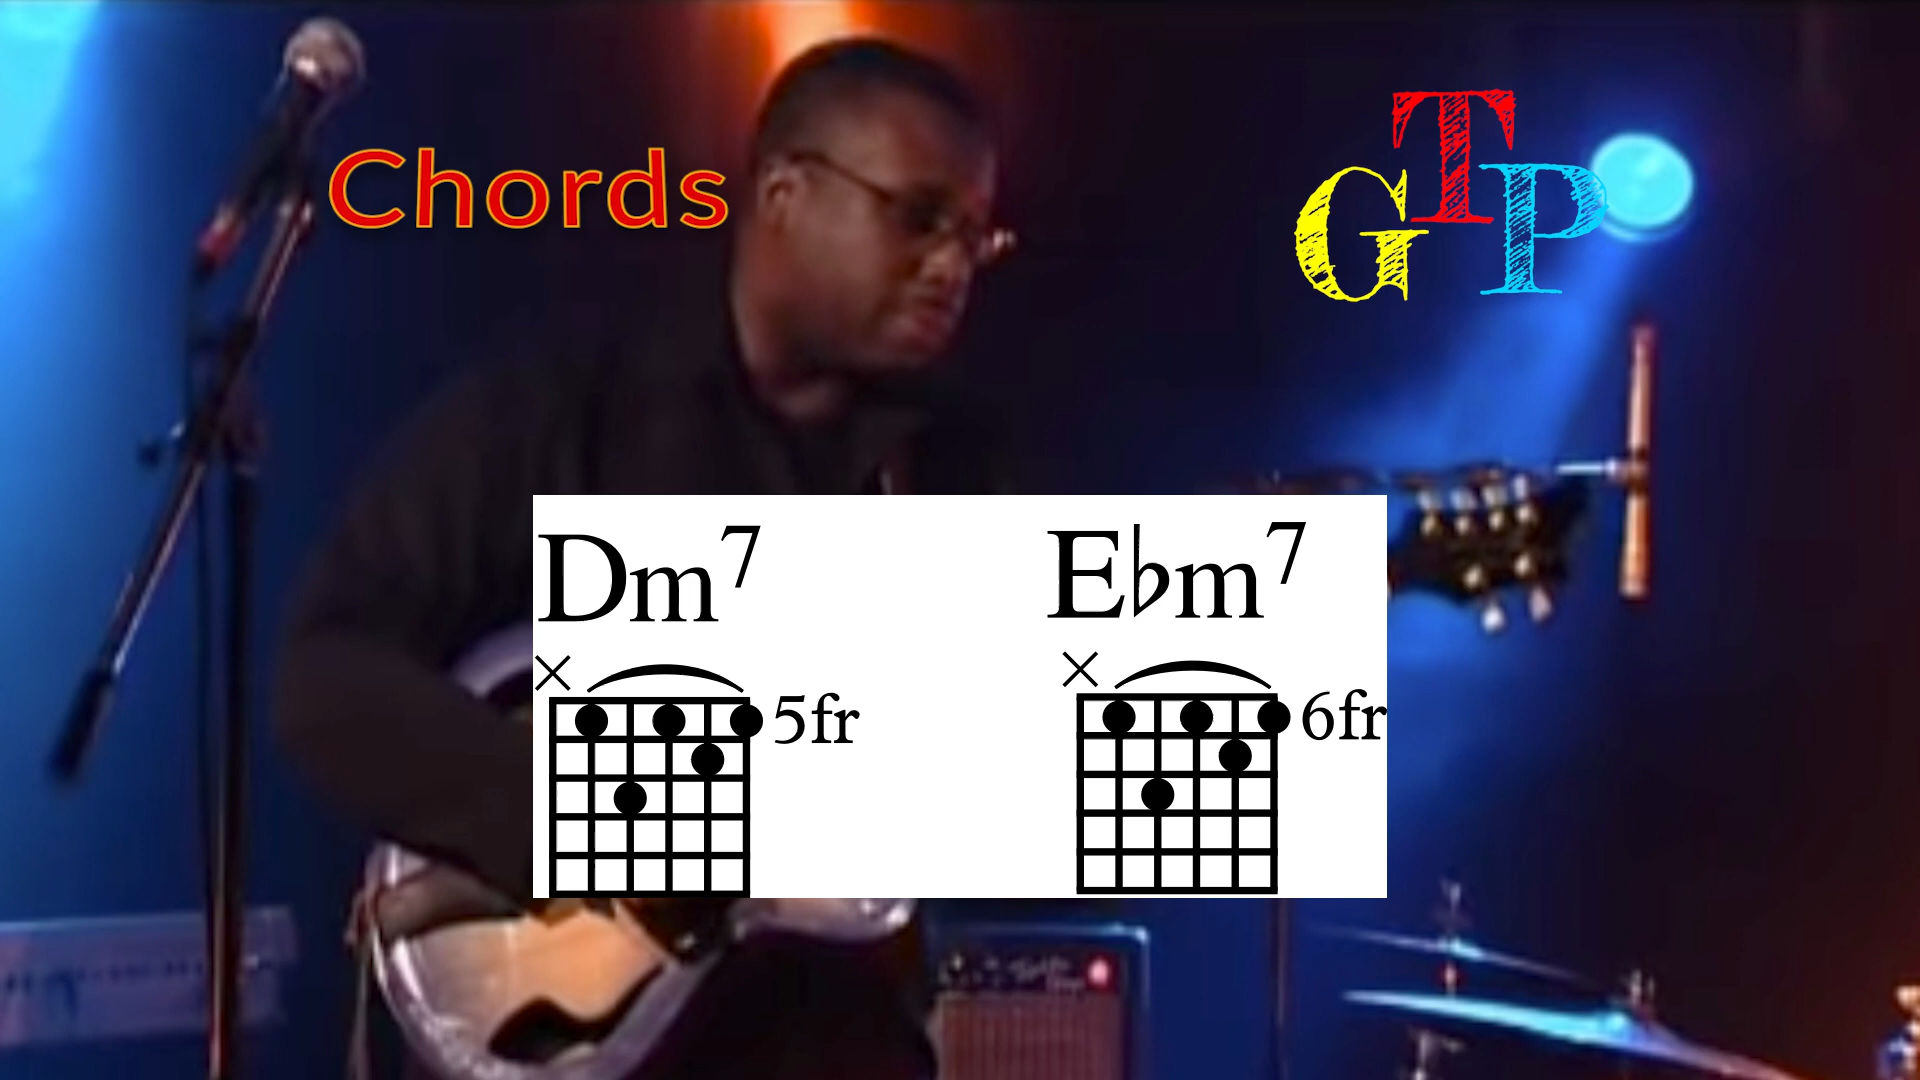 Chords
GTP
Dm7
E♭m7
×
5fr
×
6fr